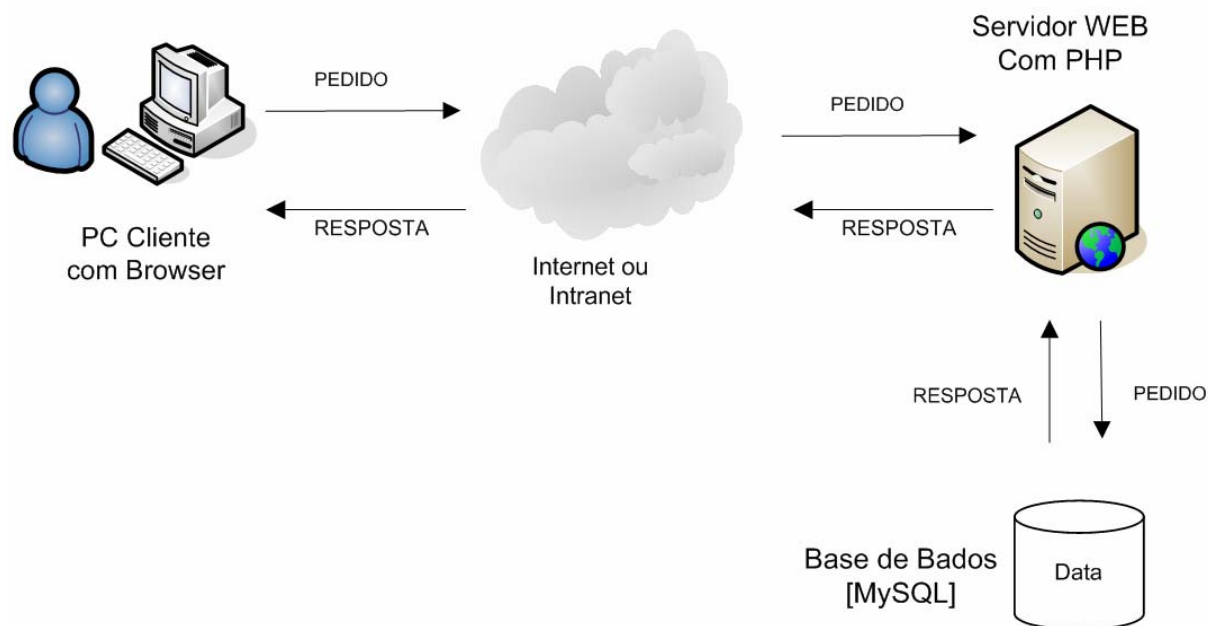 Servidor WEB
Com PHP
PEDIDO
PEDIDO
RESPOSTA
RESPOSTA
PC Cliente
com Browser
Internet ou
Intranet
RESPOSTA
PEDIDO
Base de Bados
[MySQL]
Data